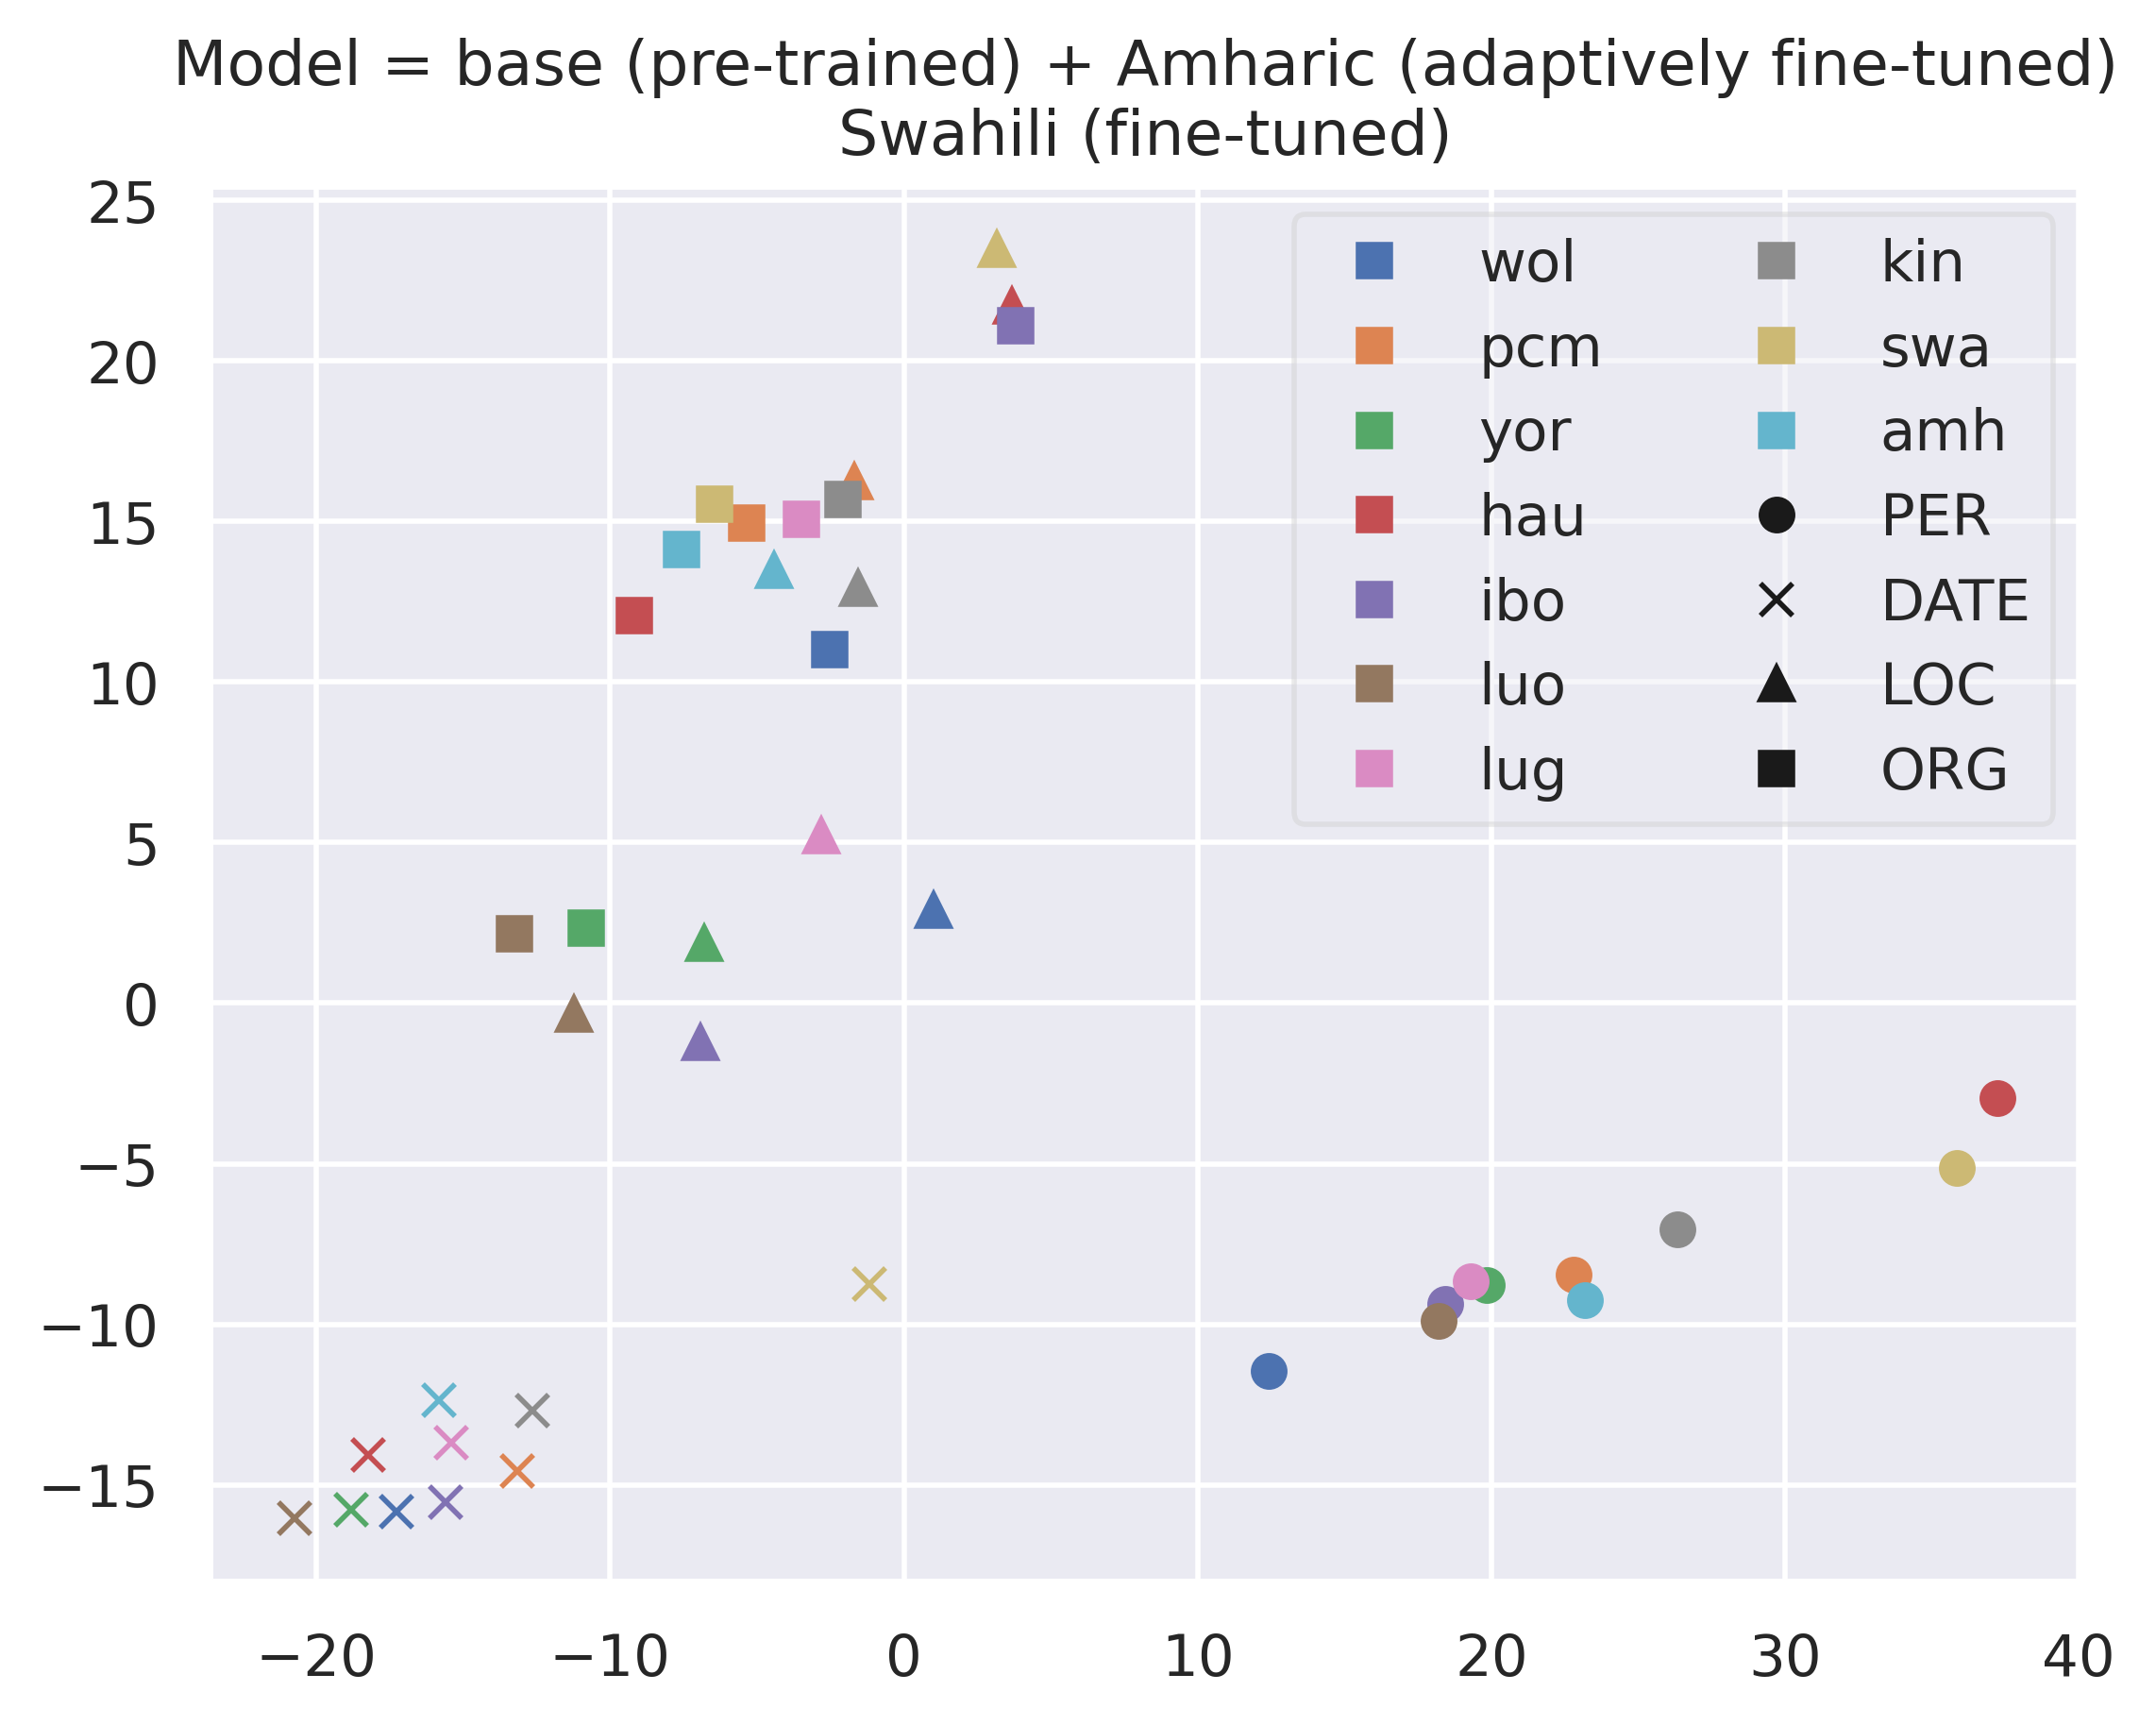 Model = base (pre-trained) + Amharic (adaptively fine-tuned)
Swahili (fine-tuned)
25
20
15
10
5
0
−5
−10
−15
−20
−10
0
10
20
30
40
wol
pcm
yor
hau
ibo
luo
lug
kin
swa
amh
PER
DATE
LOC
ORG